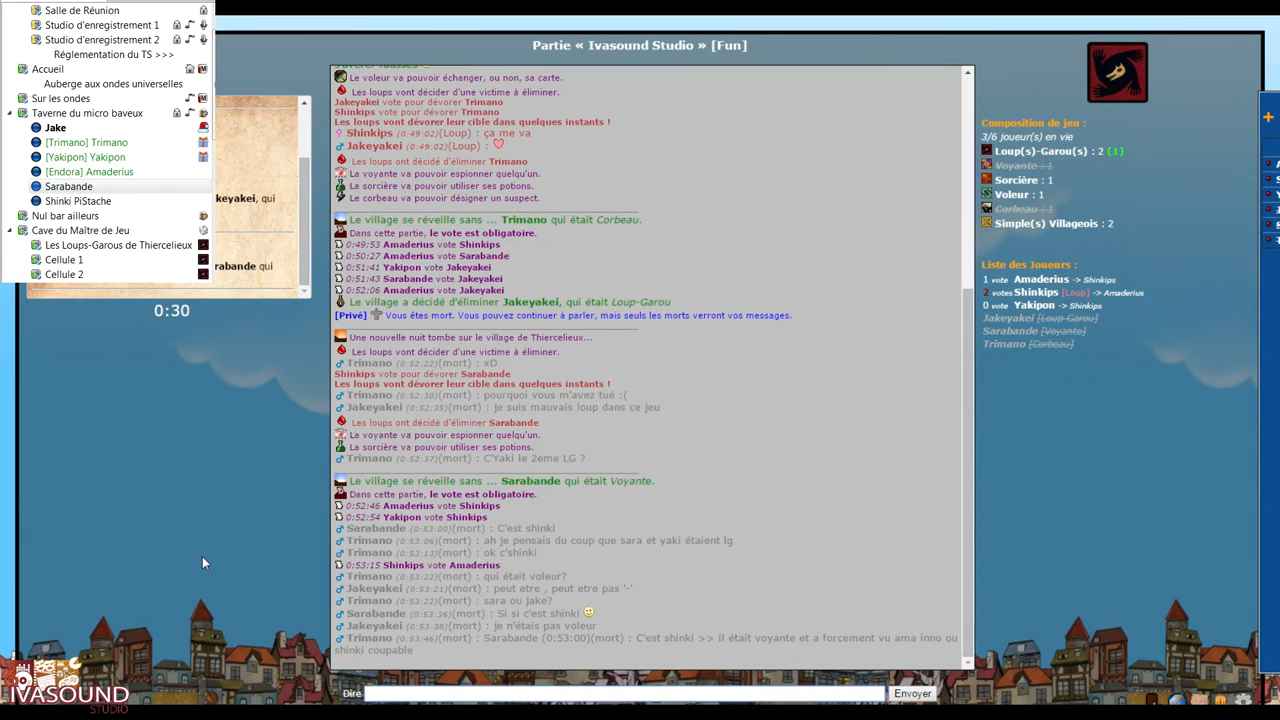 Salle de Réunion
Studio d'enregistrement 1
Studio d'enregistrement 2
Réglementation du TS >>>
Accueil
Auberge aux ondes universelles
Sur les ondes
Taverne du micro baveux
Jake
[Trimano] Trimano
[Yakipon] Yakipon
[Endora] Amaderius
Sarabande
Shinki PiStache
Nul bar ailleurs
Cave du Maître de Jeu
Les Loups-Garous de Thiercelieux
Cellule 1
Cellule 2
keyakei, qui
rabande qui
0:30
Partie « Ivasound Studio » [Fun]
Le voleur va pouvoir échanger, ou non, sa carte.
Les loups vont décider d'une victime à éliminer.
Jakeyakei vote pour dévorer Trimano
Shinkips vote pour dévorer Trimano
Les loups vont dévorer leur cible dans quelques instants !
Shinkips (0:49:02)(Loup) : ça me va
Jakeyakei (0:49:02)(Loup) :
Les loups ont décidé d'éliminer Trimano
La voyante va pouvoir espionner quelqu'un.
La sorcière va pouvoir utiliser ses potions.
Le corbeau va pouvoir désigner un suspect.
Le village se réveille sans ... Trimano qui était Corbeau.
Dans cette partie, le vote est obligatoire.
0:49:53 Amaderius vote Shinkips
0:50:27 Amaderius vote Sarabande
0:51:41 Yakipon vote Jakeyakei
0:51:43 Sarabande vote Jakeyakei
0:52:06 Amaderius vote Jakeyakei
Le village a décidé d'éliminer Jakeyakei, qui était Loup-Garou
[Privé] Vous êtes mort. Vous pouvez continuer à parler, mais seuls les morts verront vos messages.
Une nouvelle nuit tombe sur le village de Thiercelieux...
Les loups vont décider d'une victime à éliminer.
Trimano (0:52:22)(mort) : xD
Shinkips vote pour dévorer Sarabande
Les loups vont dévorer leur cible dans quelques instants !
Trimano (0:52:30)(mort) : pourquoi vous m'avez tué :(
Jakeyakei (0:52:35)(mort) : je suis mauvais loup dans ce jeu
Les loups ont décidé d'éliminer Sarabande
La voyante va pouvoir espionner quelqu'un.
La sorcière va pouvoir utiliser ses potions.
Trimano (0:52:37)(mort) : C'Yaki le 2eme LG ?
Le village se réveille sans ... Sarabande qui était Voyante.
Dans cette partie, le vote est obligatoire.
0:52:46 Amaderius vote Shinkips
0:52:54 Yakipon vote Shinkips
Sarabande (0:53:00)(mort) : C'est shinki
Trimano (0:53:06)(mort) : ah je pensais du coup que sara et yaki étaient lg
Trimano (0:53:13)(mort) : ok c'shinki
0:53:15 Shinkips vote Amaderius
Trimano (0:53:22)(mort) : qui était voleur?
Jakeyakei (0:53:21)(mort) : peut etre , peut etre pas '-'
Trimano (0:53:22)(mort) : sara ou jake?
Sarabande (0:53:36)(mort) : Si si c'est shinki
Jakeyakei (0:53:38)(mort) : je n'étais pas voleur
Trimano (0:53:46)(mort) : Sarabande (0:53:00)(mort) : C'est shinki >> il était voyante et a forcement vu ama inno ou
shinki coupable
Dire
Envoyer
Composition de jeu :
3/6 joueur(s) en vie
Loup(s)-Garou(s) : 2 (1)
Voyante : 1
Sorcière : 1
Voleur : 1
Corbeau : 1
Simple(s) Villageois : 2
Liste des Joueurs :
1 vote Amaderius -> Shinkips
2 votes Shinkips [Loup] -> Amaderius
0 vote Yakipon -> Shinkips
Jakeyakei [Loup-Garou]
Sarabande [Voyante]
Trimano [Corbeau]
IVASOUND
STUDIO